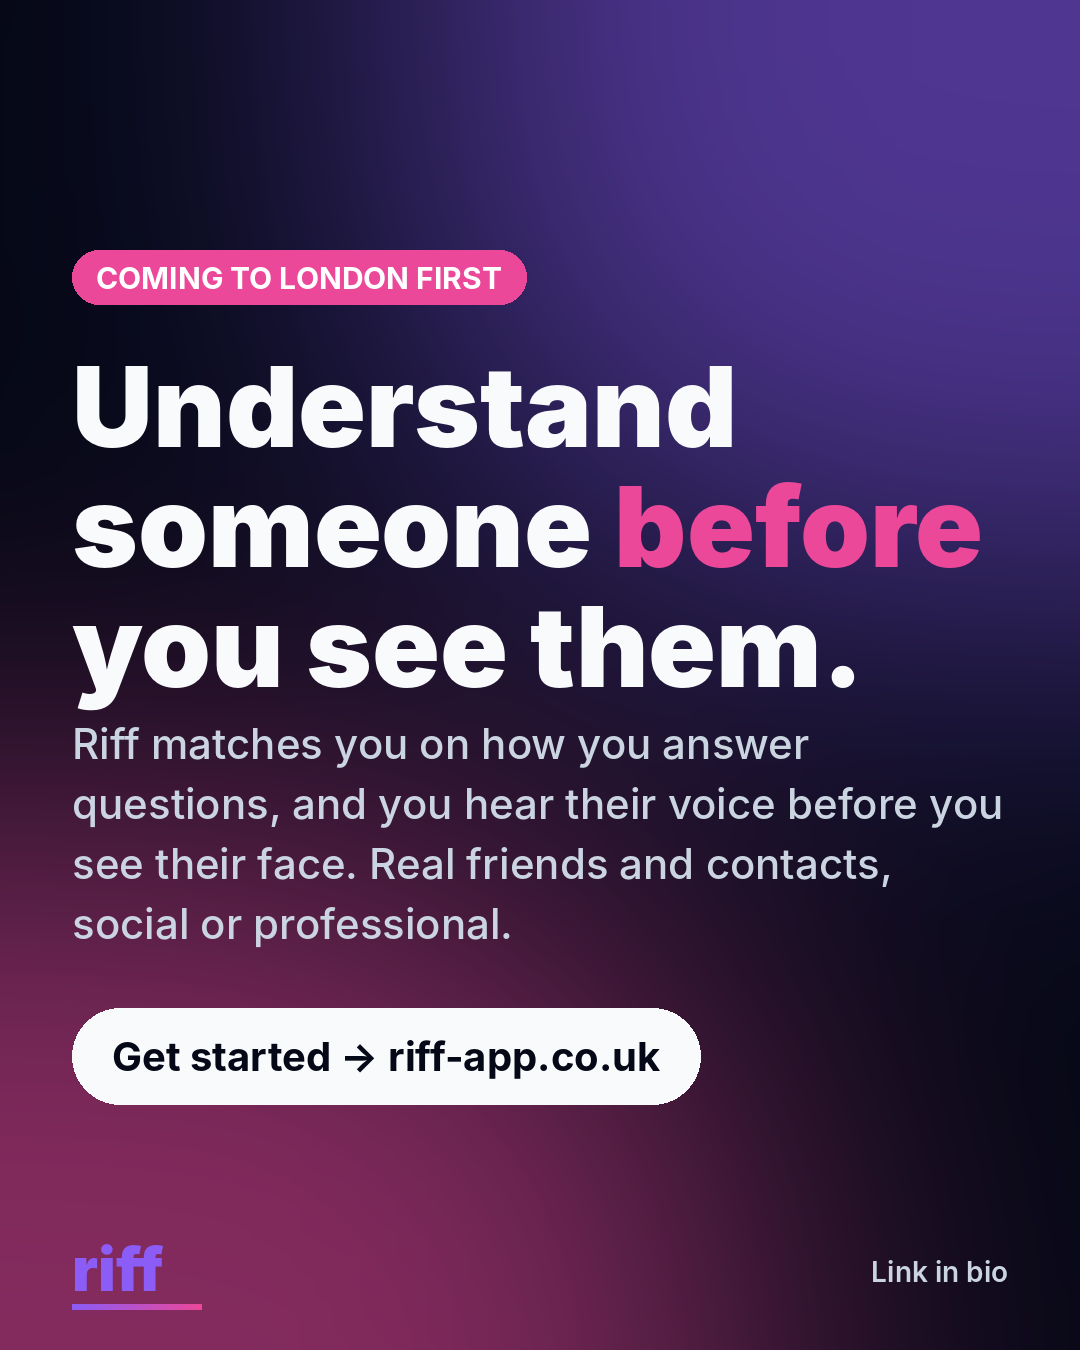 COMING TO LONDON FIRST
Understand
someone before
you see them.
Riff matches you on how you answer
questions, and you hear their voice before you
see their face. Real friends and contacts,
social or professional.
Get started → riff-app.co.uk
riff
Link in bio